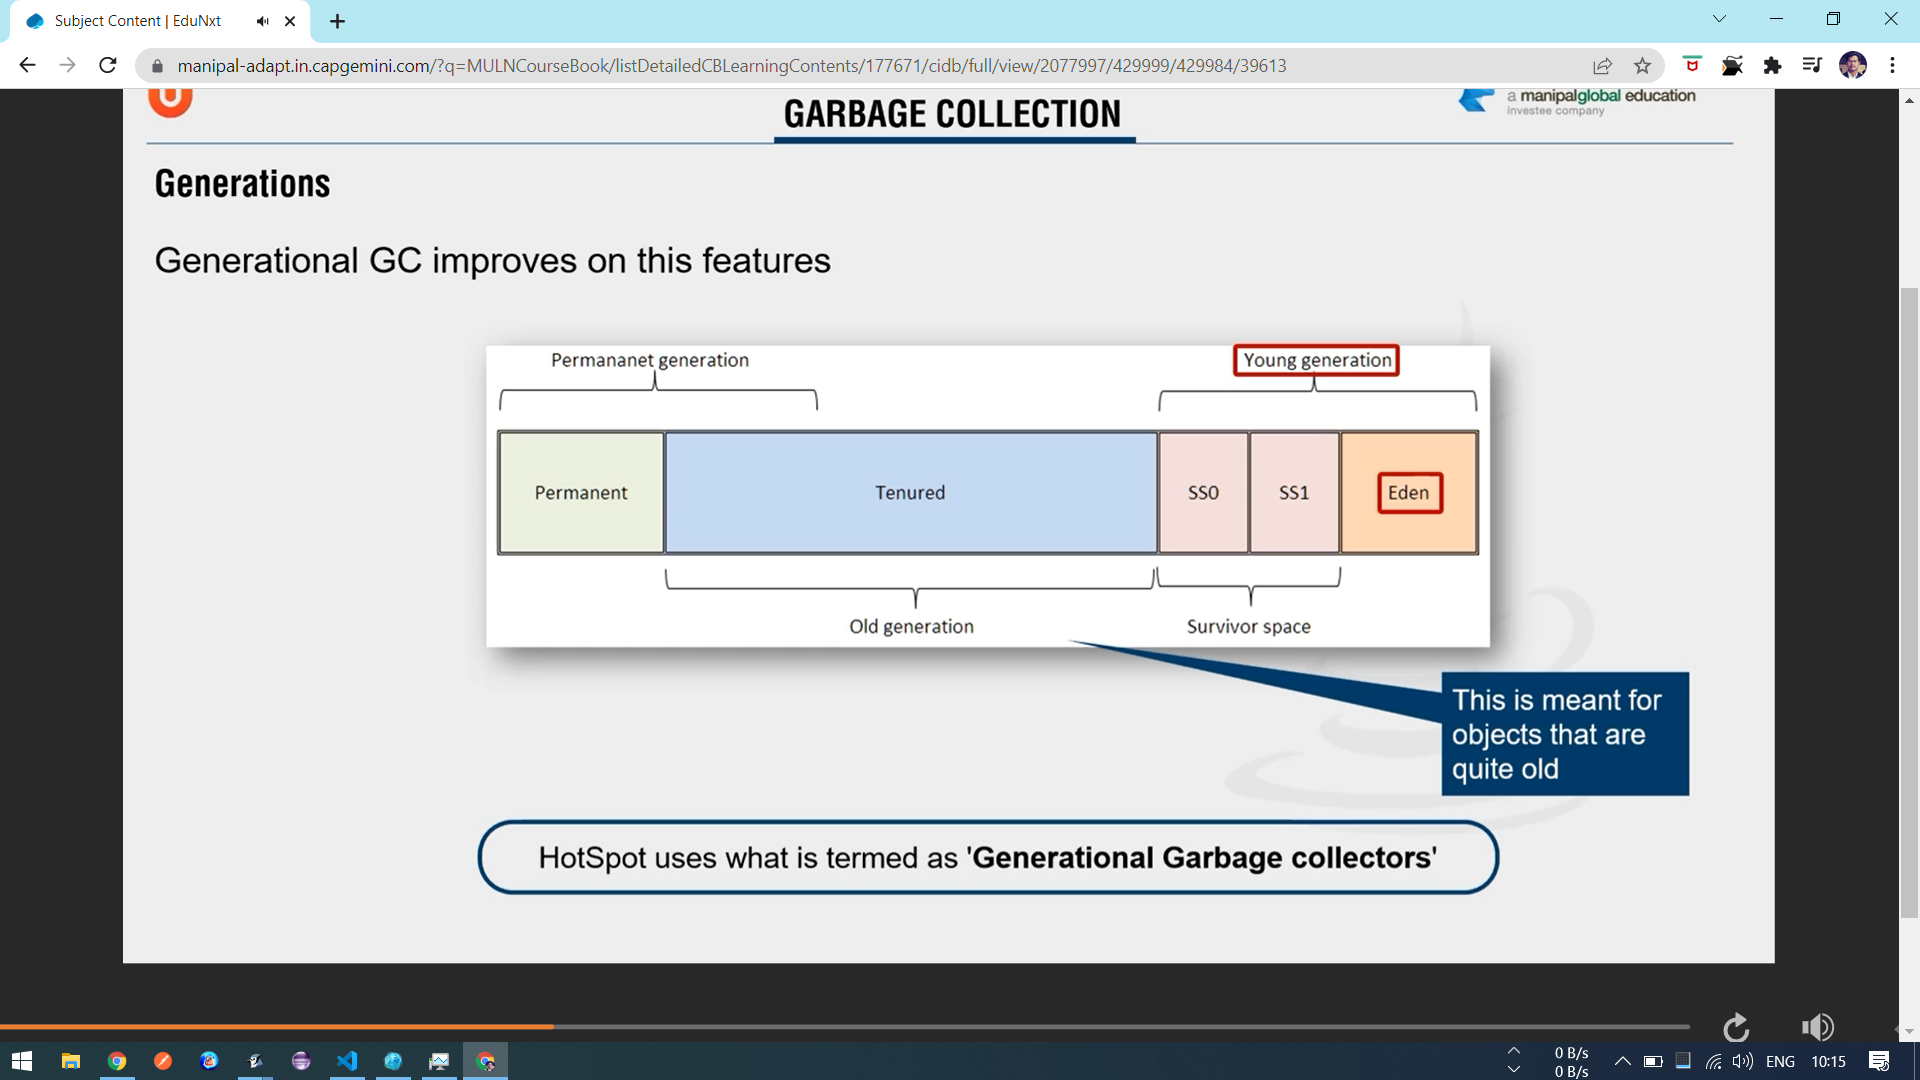 Subject Content | EduNxt
manipal-adapt.in.capgemini.com/?q=MULNCourseBook/listDetailedCBLearningContents/177671/cidb/full/view/2077997/429999/429984/39613
GARBAGE COLLECTION
a manipalglobal education
investee company
Generations
Generational GC improves on this features
Permananet generation
Young generation
Permanent
Tenured
SS0
SS1
Eden
Old generation
Survivor space
This is meant for
objects that are
quite old
HotSpot uses what is termed as 'Generational Garbage collectors'
0 B/s
0 B/s
ENG
10:15